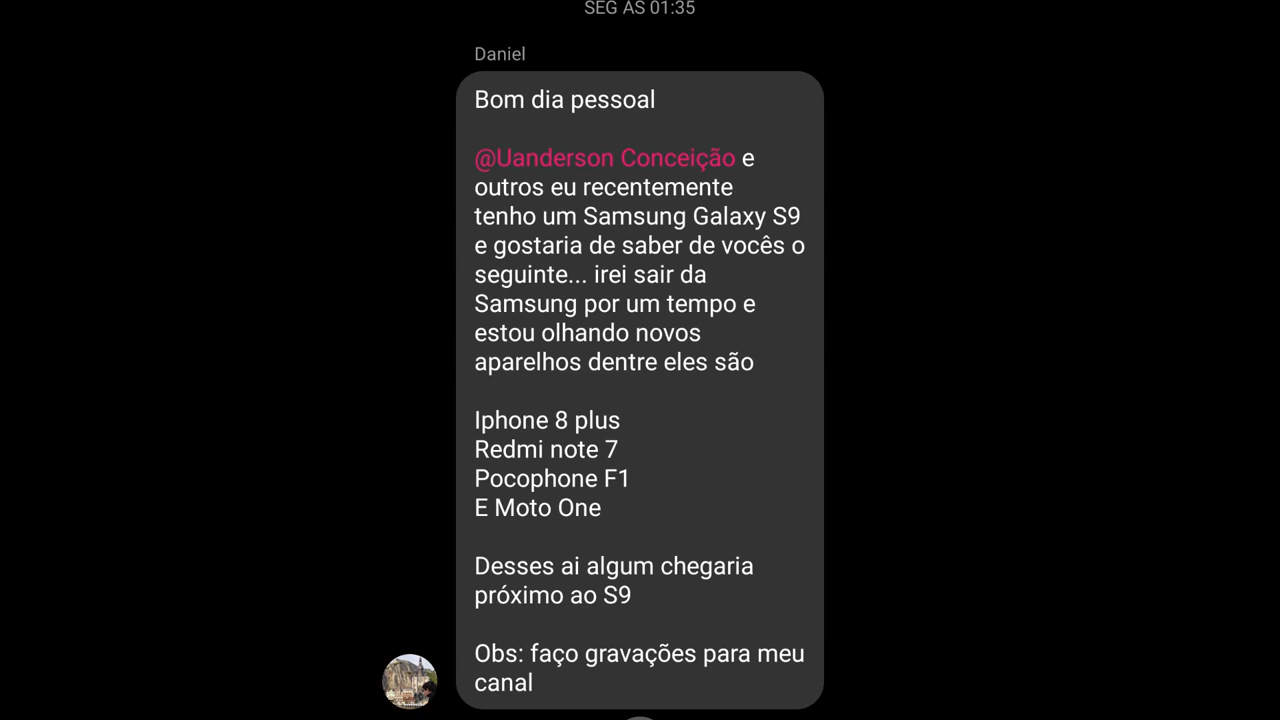 SEG ÀS 01:35
Daniel
Bom dia pessoal
@Uanderson Conceição e
outros eu recentemente
tenho um Samsung Galaxy S9
e gostaria de saber de vocês o
seguinte... irei sair da
Samsung por um tempo e
estou olhando novos
aparelhos dentre eles são
Iphone 8 plus
Redmi note 7
Pocophone F1
E Moto One
Desses ai algum chegaria
próximo ao S9
Obs: faço gravações para meu
canal